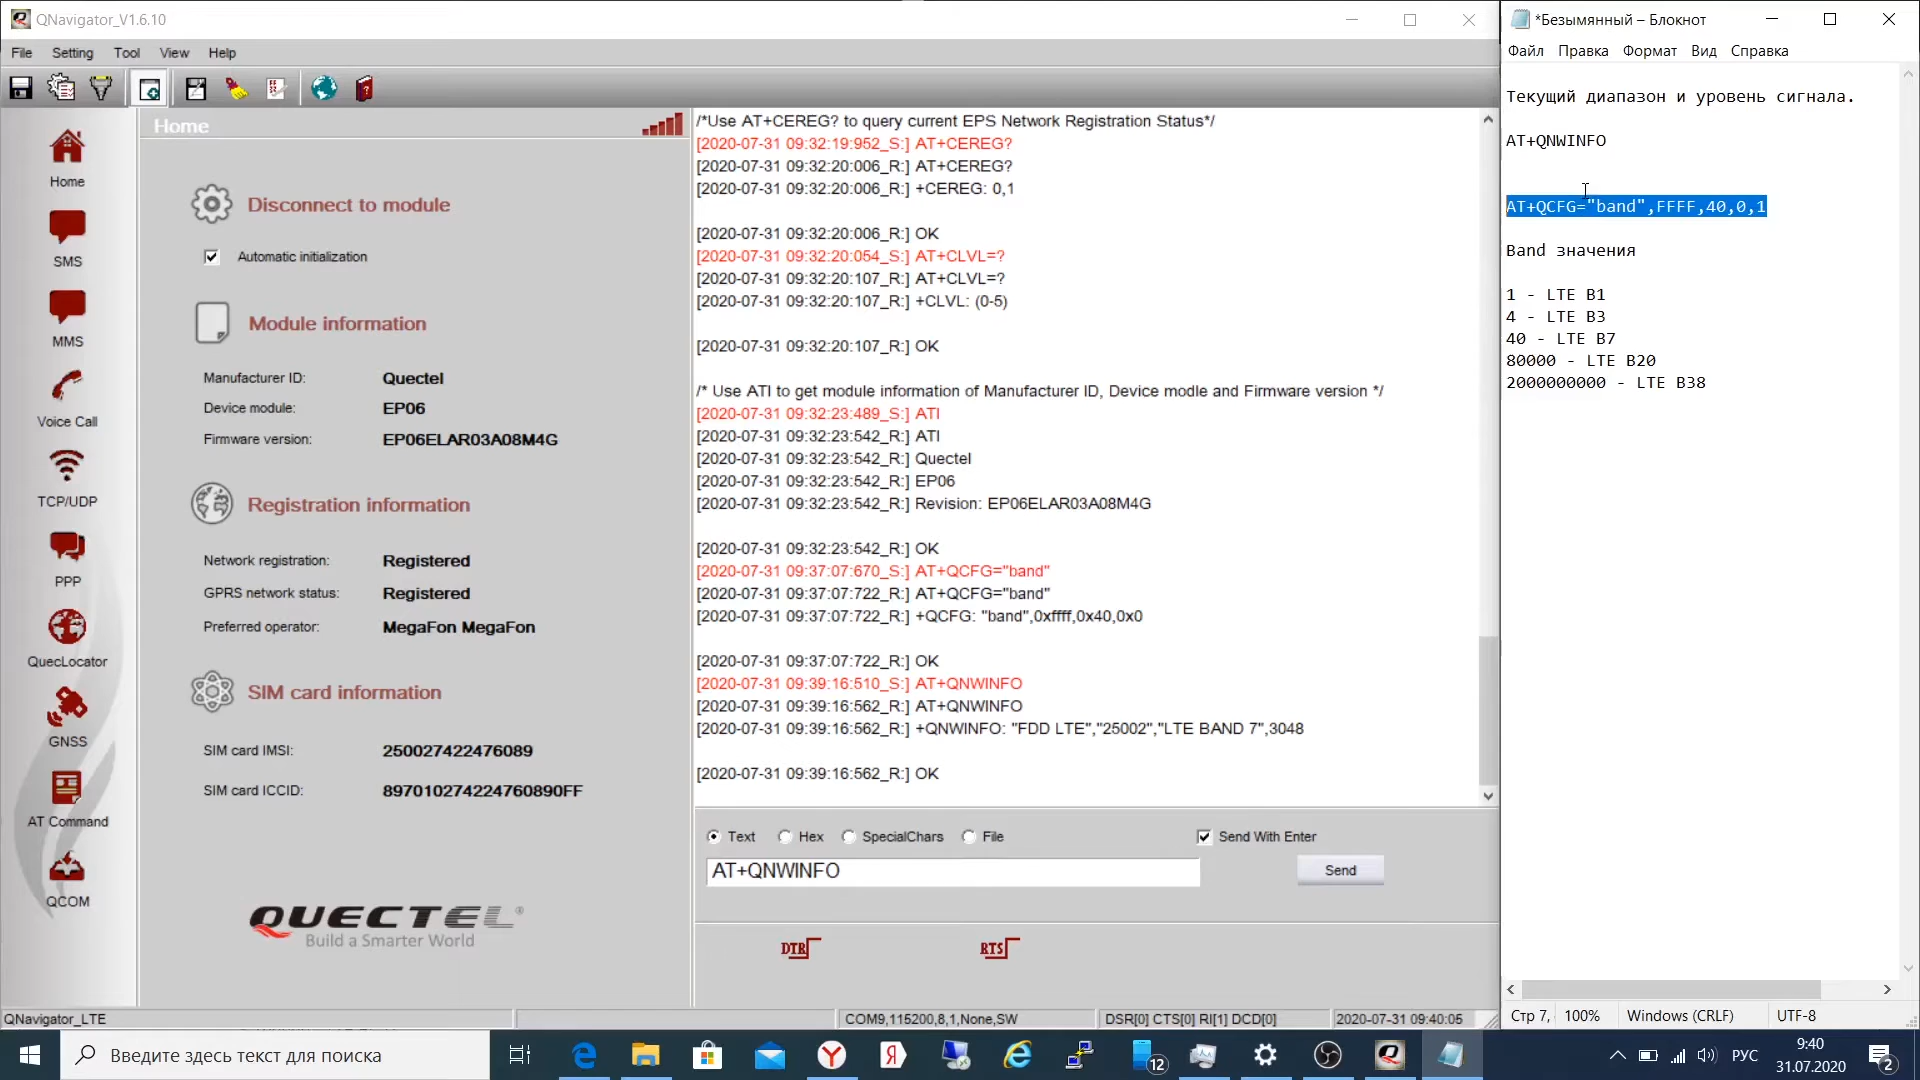 QNavigator_V1.6.10
File Setting Tool View Help
Home
Home
SMS
MMS
Voice Call
TCP/UDP
PPP
QuecLocator
GNSS
AT Command
QCOM
Disconnect to module
Automatic initialization
Module information
Manufacturer ID: Quectel
Device module: EP06
Firmware version: EP06ELAR03A08M4G
Registration information
Network registration: Registered
GPRS network status: Registered
Preferred operator: MegaFon MegaFon
SIM card information
SIM card IMSI: 250027422476089
SIM card ICCID: 897010274224760890FF
QUECTEL®
Build a Smarter World
/*Use AT+CEREG? to query current EPS Network Registration Status*/
[2020-07-31 09:32:19:952_S:] AT+CEREG?
[2020-07-31 09:32:20:006_R:] AT+CEREG?
[2020-07-31 09:32:20:006_R:] +CEREG: 0,1
[2020-07-31 09:32:20:006_R:] OK
[2020-07-31 09:32:20:054_S:] AT+CLVL=?
[2020-07-31 09:32:20:107_R:] AT+CLVL=?
[2020-07-31 09:32:20:107_R:] +CLVL: (0-5)
[2020-07-31 09:32:20:107_R:] OK
/* Use ATI to get module information of Manufacturer ID, Device modle and Firmware version */
[2020-07-31 09:32:23:489_S:] ATI
[2020-07-31 09:32:23:542_R:] ATI
[2020-07-31 09:32:23:542_R:] Quectel
[2020-07-31 09:32:23:542_R:] EP06
[2020-07-31 09:32:23:542_R:] Revision: EP06ELAR03A08M4G
[2020-07-31 09:32:23:542_R:] OK
[2020-07-31 09:37:07:670_S:] AT+QCFG="band"
[2020-07-31 09:37:07:722_R:] AT+QCFG="band"
[2020-07-31 09:37:07:722_R:] +QCFG: "band",0xffff,0x40,0x0
[2020-07-31 09:37:07:722_R:] OK
[2020-07-31 09:39:16:510_S:] AT+QNWINFO
[2020-07-31 09:39:16:562_R:] AT+QNWINFO
[2020-07-31 09:39:16:562_R:] +QNWINFO: "FDD LTE","25002","LTE BAND 7",3048
[2020-07-31 09:39:16:562_R:] OK
Text Hex SpecialChars File Send With Enter
AT+QNWINFO Send
DTR RTS
QNavigator_LTE COM9,115200,8,1,None,SW DSR[0] CTS[0] RI[1] DCD[0] 2020-07-31 09:40:05
*Безымянный – Блокнот
Файл Правка Формат Вид Справка
Текущий диапазон и уровень сигнала.
AT+QNWINFO
AT+QCFG="band",FFFF,40,0,1
Band значения
1 - LTE B1
4 - LTE B3
40 - LTE B7
80000 - LTE B20
2000000000 - LTE B38
Стр 7, 100% Windows (CRLF) UTF-8
Введите здесь текст для поиска
12
РУС
9:40
31.07.2020
2